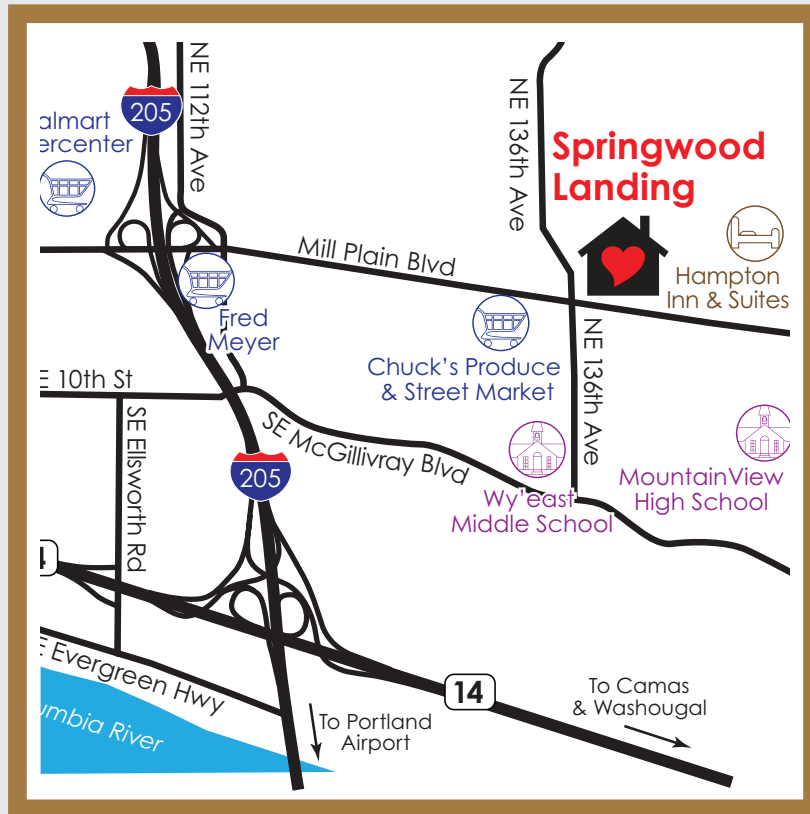 NE 112th Ave
205
almart
ercenter
NE 136th Ave
Springwood
Landing
Mill Plain Blvd
Hampton
Inn & Suites
Fred
Meyer
Chuck's Produce
& Street Market
NE 136th Ave
E 10th St
SE Ellsworth Rd
SE McGillivray Blvd
205
Wy'east
Middle School
MountainView
High School
4
E Evergreen Hwy
14
umbia River
To Portland
Airport
To Camas
& Washougal